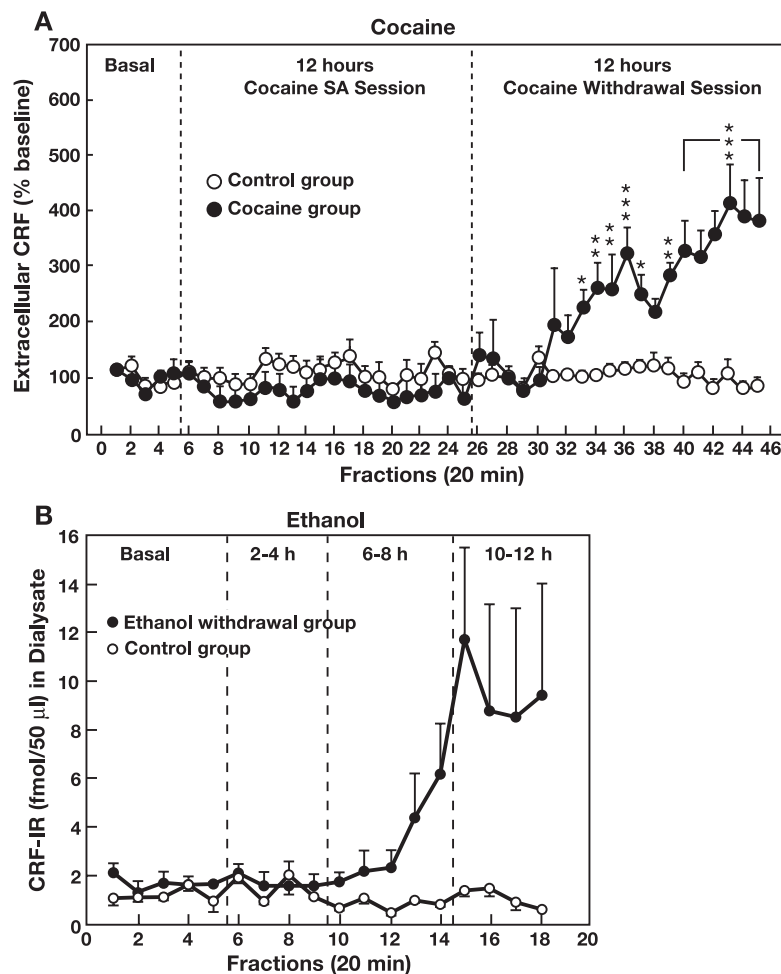 A
Cocaine
700
600
500
400
300
200
100
0
Extracellular CRF (% baseline)
Basal
12 hours
Cocaine SA Session
12 hours
Cocaine Withdrawal Session
Control group
Cocaine group
* ** ** *** * ** ***
0 2 4 6 8 10 12 14 16 18 20 22 24 26 28 30 32 34 36 38 40 42 44 46
Fractions (20 min)
B
Ethanol
16
14
12
10
8
6
4
2
0
CRF-IR (fmol/50 µl) in Dialysate
Basal
2-4 h
6-8 h
10-12 h
Ethanol withdrawal group
Control group
0 2 4 6 8 10 12 14 16 18 20
Fractions (20 min)